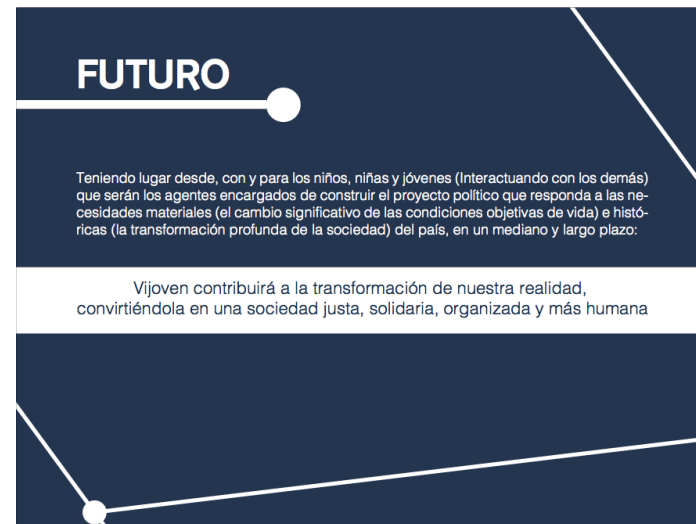 FUTURO
Teniendo lugar desde, con y para los niños, niñas y jóvenes (Interactuando con los demás)
que serán los agentes encargados de construir el proyecto político que responda a las ne-
cesidades materiales (el cambio significativo de las condiciones objetivas de vida) e histó-
ricas (la transformación profunda de la sociedad) del país, en un mediano y largo plazo:
Vijoven contribuirá a la transformación de nuestra realidad,
convirtiéndola en una sociedad justa, solidaria, organizada y más humana